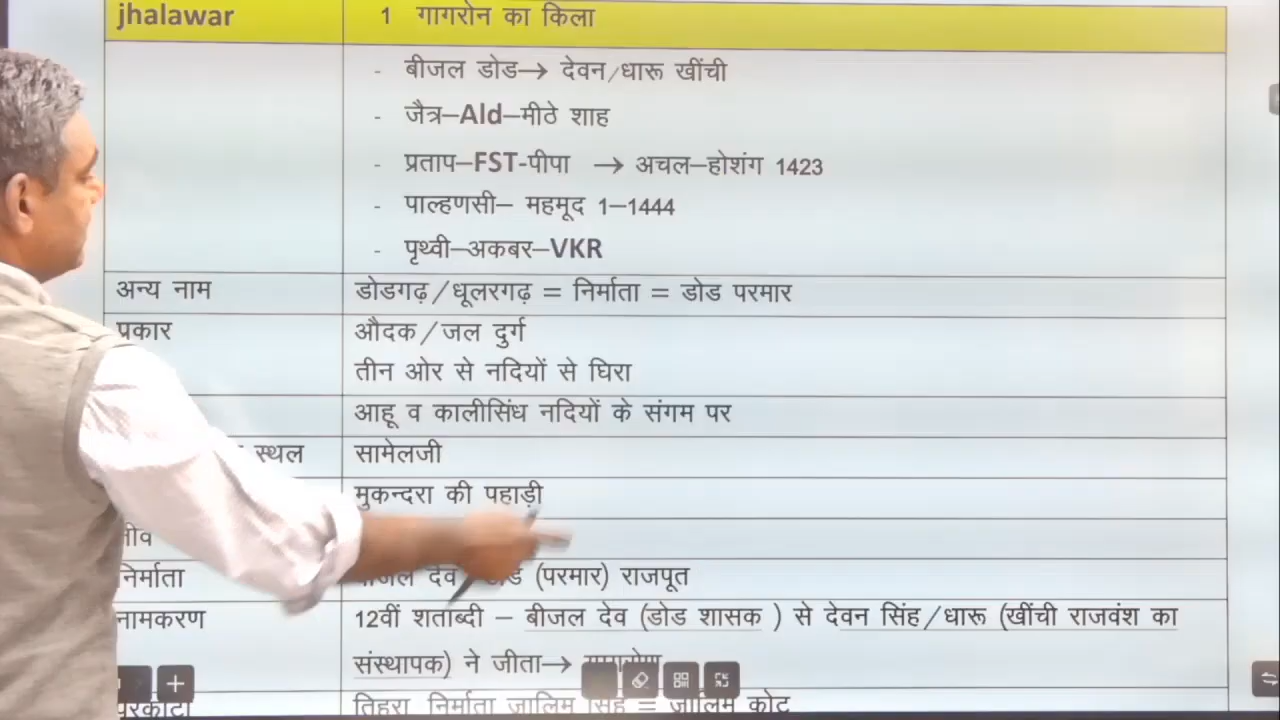 jhalawar
1 गागरोन का किला
- बीजल डोड→ देवन/धारू खींची
- जैत्र–Ald–मीठे शाह
- प्रताप–FST-पीपा → अचल–होशंग 1423
- पाल्हणसी– महमूद 1–1444
- पृथ्वी–अकबर–VKR
अन्य नाम
डोडगढ़/धूलरगढ़ = निर्माता = डोड परमार
प्रकार
औदक/जल दुर्ग
तीन ओर से नदियों से घिरा
आहू व कालीसिंध नदियों के संगम पर
स्थल
सामेलजी
मुकन्दरा की पहाड़ी
निर्माता
देव (परमार) राजपूत
नामकरण
12वीं शताब्दी – बीजल देव (डोड शासक ) से देवन सिंह/धारू (खींची राजवंश का
संस्थापक) ने जीता→
तिहरा निर्माता जालिम सिंह = जालिम कोट